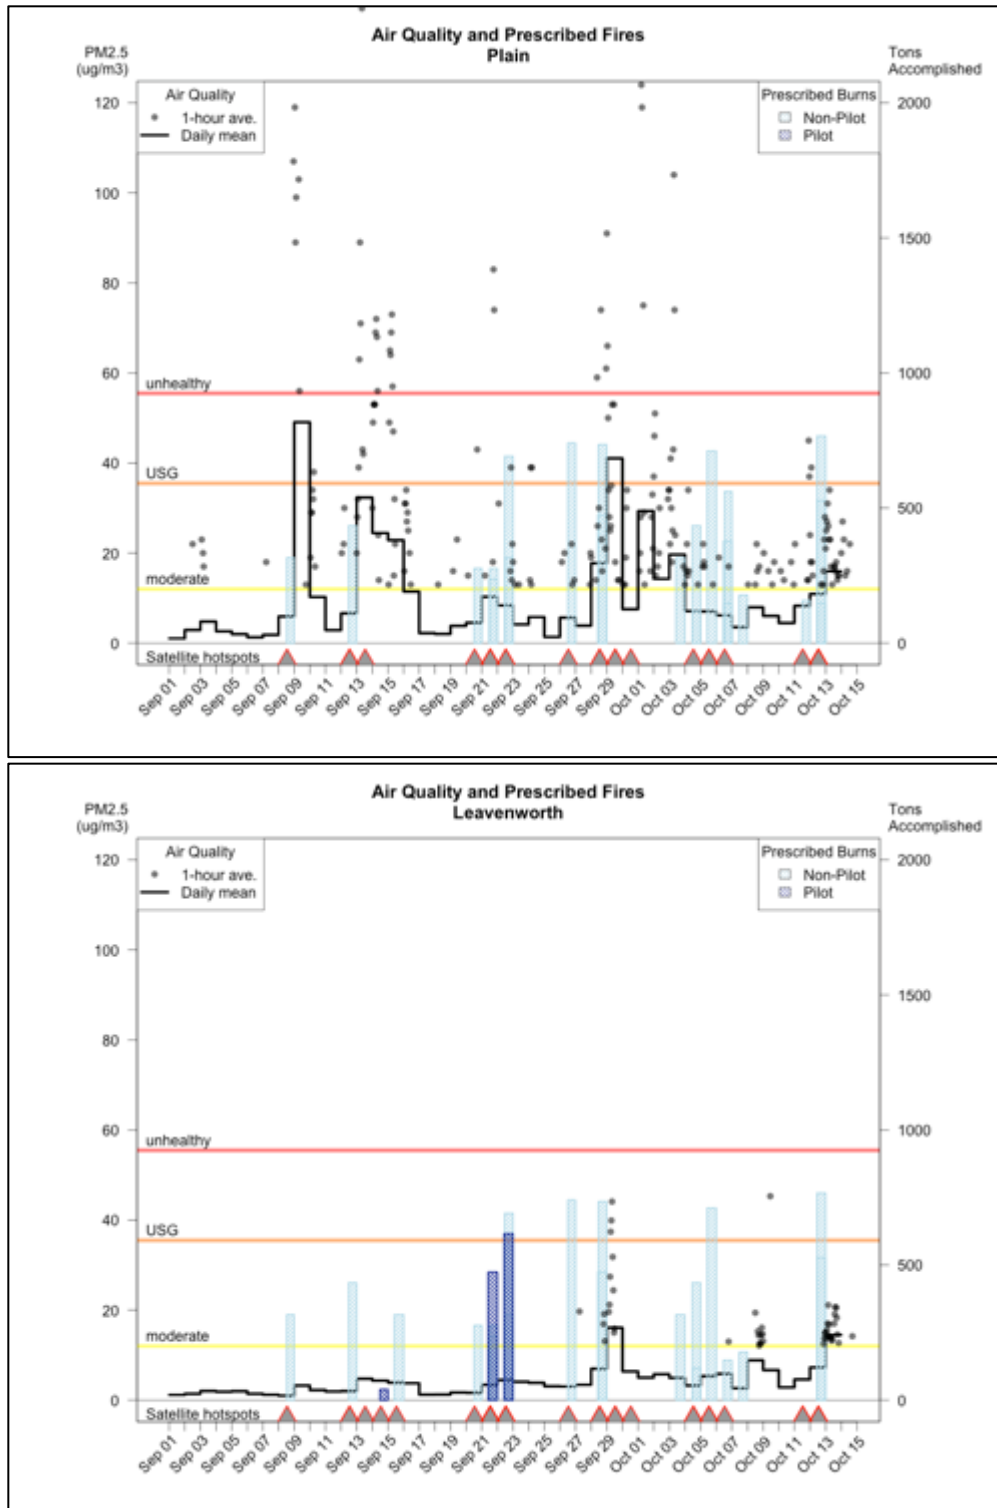 Air Quality and Prescribed Fires
Plain
PM2.5
(ug/m3)
Tons
Accomplished
Air Quality
1-hour ave.
Daily mean
Prescribed Burns
Non-Pilot
Pilot
120
100
80
60
40
20
0
2000
1500
1000
500
0
unhealthy
USG
moderate
Satellite hotspots
Sep 01
Sep 03
Sep 05
Sep 07
Sep 09
Sep 11
Sep 13
Sep 15
Sep 17
Sep 19
Sep 21
Sep 23
Sep 25
Sep 27
Sep 29
Oct 01
Oct 03
Oct 05
Oct 07
Oct 09
Oct 11
Oct 13
Oct 15
Air Quality and Prescribed Fires
Leavenworth
PM2.5
(ug/m3)
Tons
Accomplished
Air Quality
1-hour ave.
Daily mean
Prescribed Burns
Non-Pilot
Pilot
120
100
80
60
40
20
0
2000
1500
1000
500
0
unhealthy
USG
moderate
Satellite hotspots
Sep 01
Sep 03
Sep 05
Sep 07
Sep 09
Sep 11
Sep 13
Sep 15
Sep 17
Sep 19
Sep 21
Sep 23
Sep 25
Sep 27
Sep 29
Oct 01
Oct 03
Oct 05
Oct 07
Oct 09
Oct 11
Oct 13
Oct 15